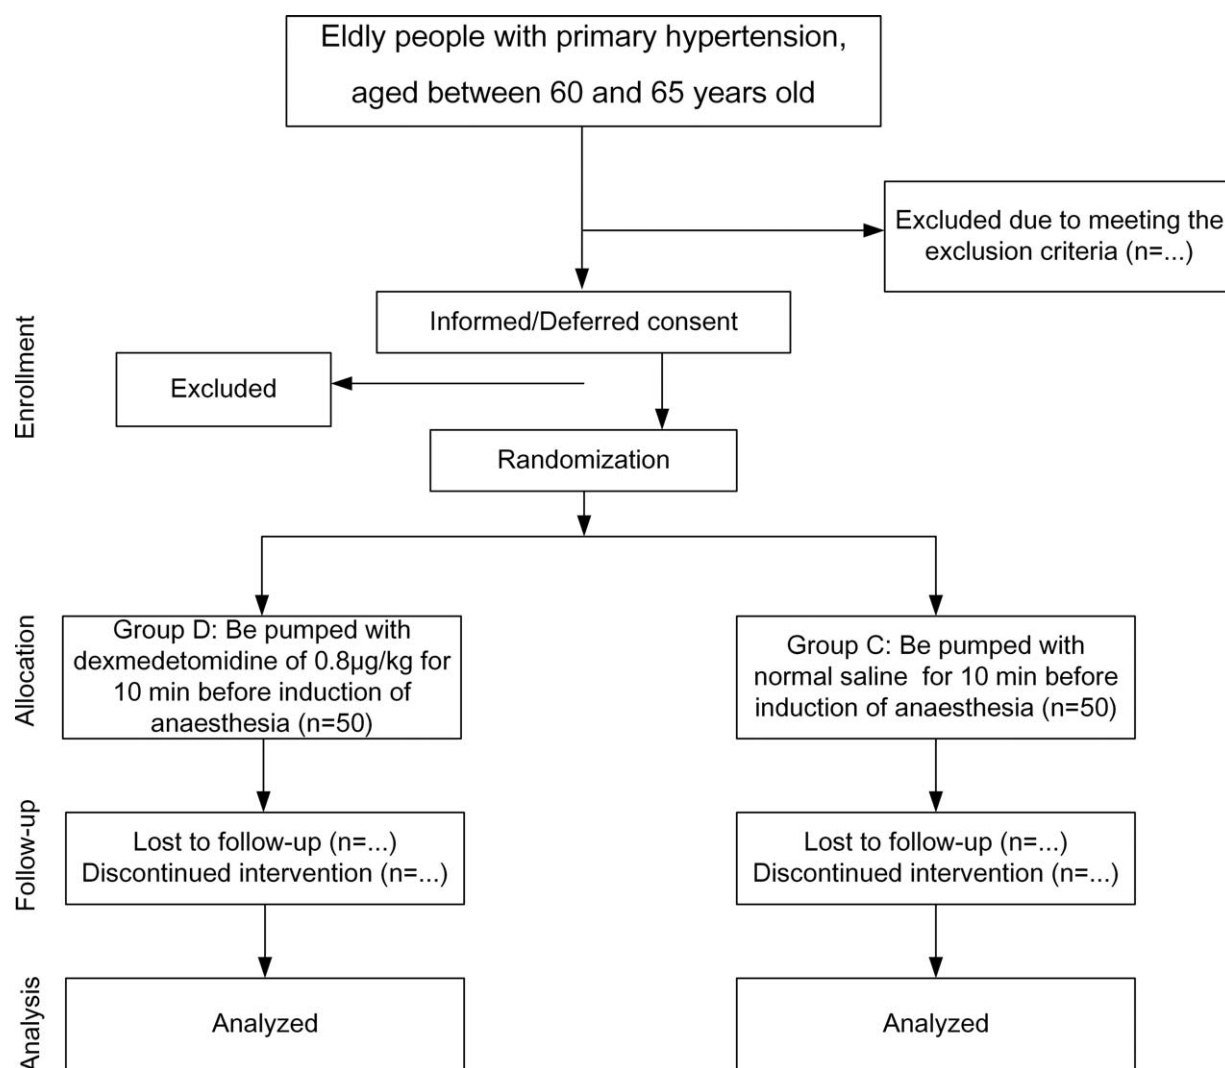 Eldly people with primary hypertension,
aged between 60 and 65 years old
Excluded due to meeting the
exclusion criteria (n=...)
Enrollment
Informed/Deferred consent
Excluded
Randomization
Allocation
Group D: Be pumped with
dexmedetomidine of 0.8μg/kg for
10 min before induction of
anaesthesia (n=50)
Group C: Be pumped with
normal saline for 10 min before
induction of anaesthesia (n=50)
Follow-up
Lost to follow-up (n=...)
Discontinued intervention (n=...)
Lost to follow-up (n=...)
Discontinued intervention (n=...)
Analysis
Analyzed
Analyzed